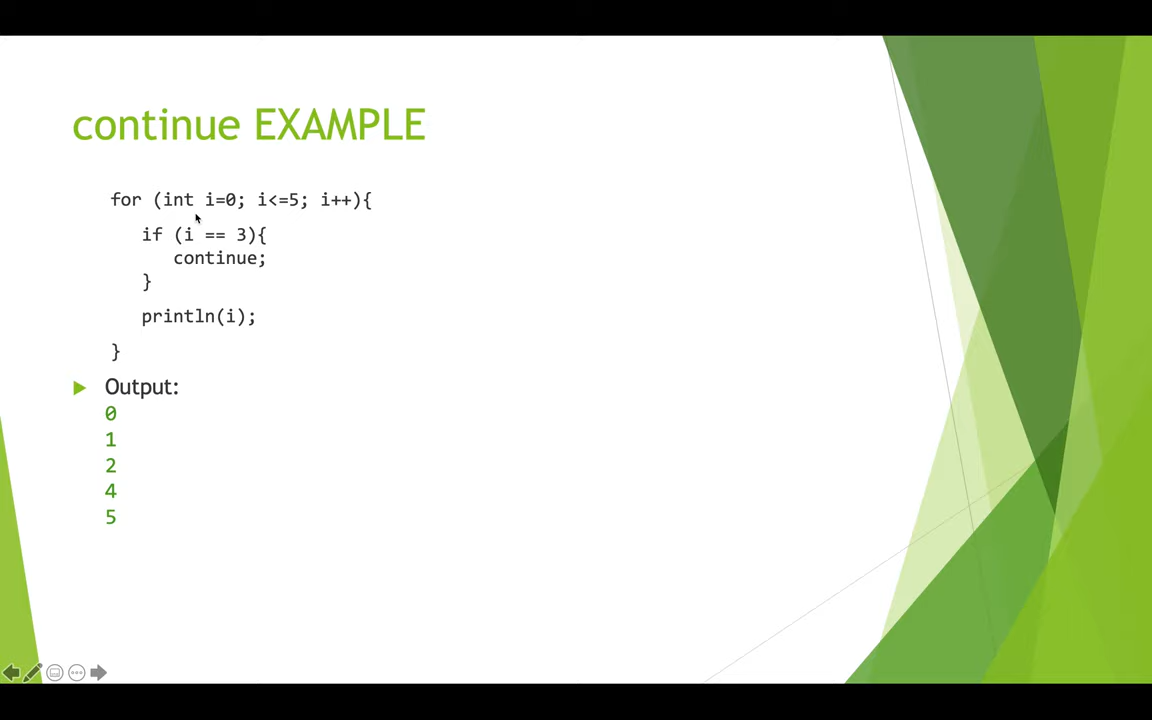 continue EXAMPLE
for (int i=0; i<=5; i++){
if (i == 3){
continue;
}
println(i);
}
Output:
0
1
2
4
5